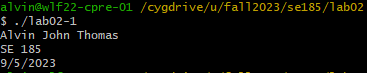 alvin@wlf22-cpre-01 /cygdrive/u/fall2023/se185/lab02
$ ./lab02-1
Alvin John Thomas
SE 185
9/5/2023